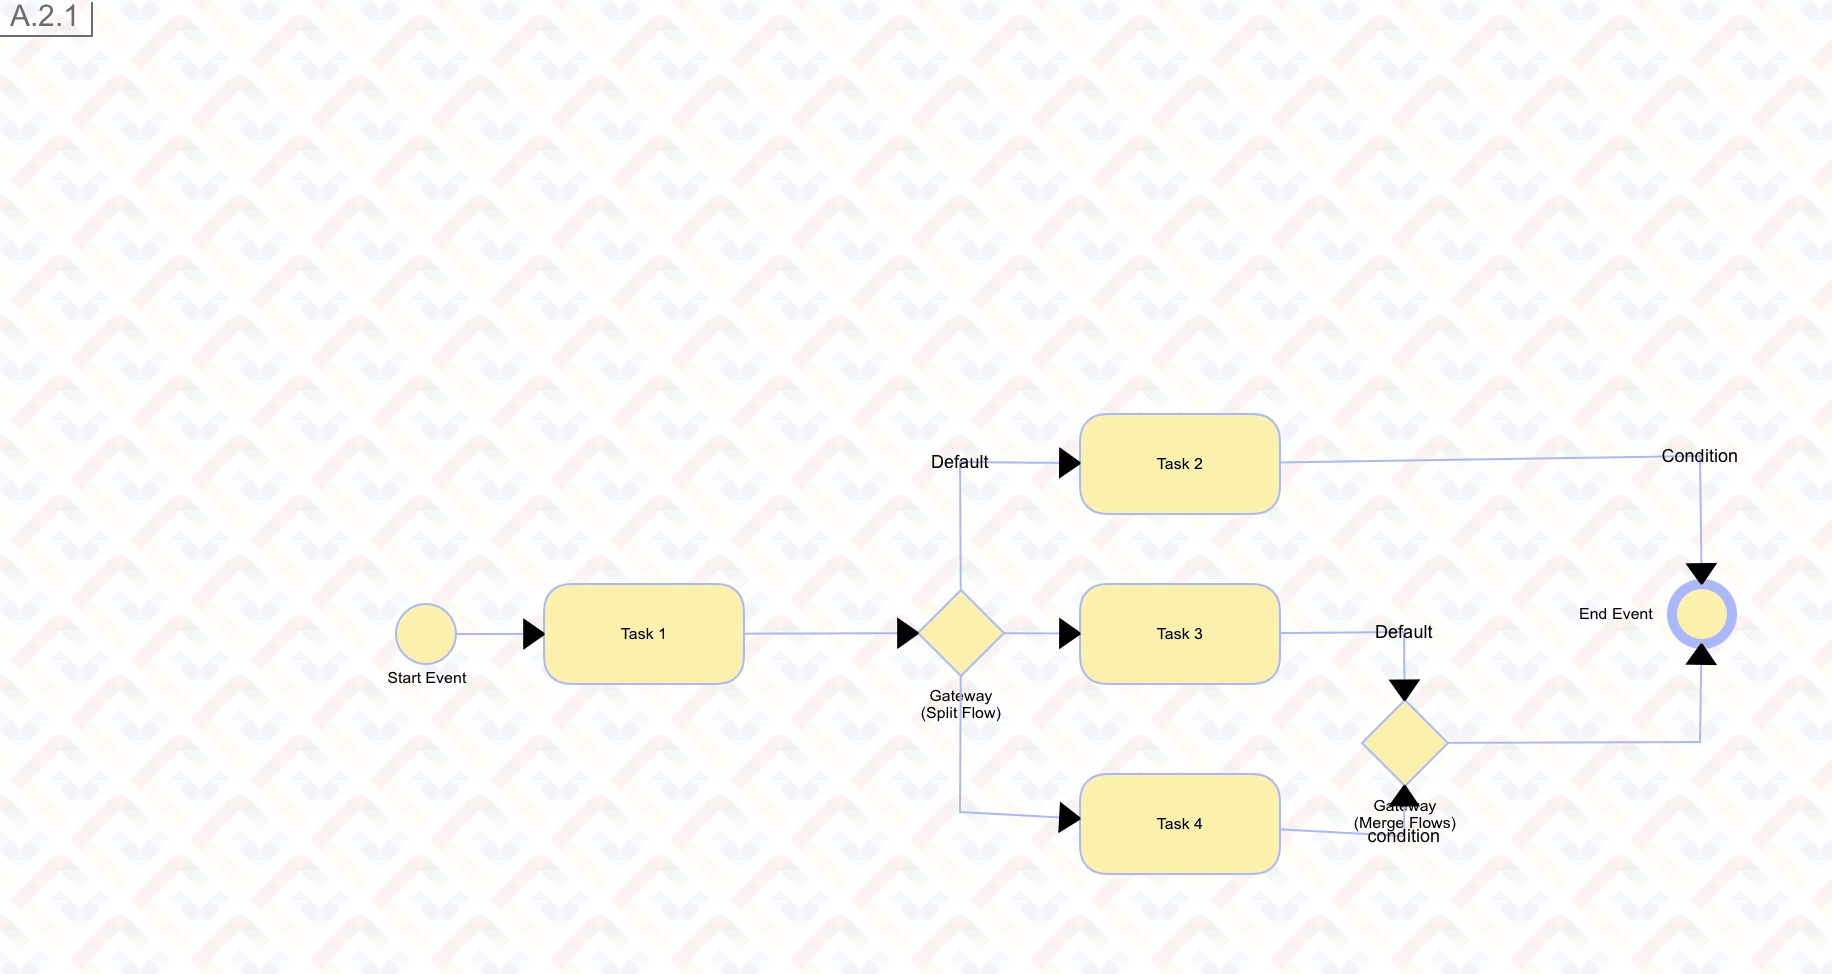 A.2.1
Default
Task 2
Condition
Start Event
Task 1
Gateway
(Split Flow)
Task 3
Default
End Event
Task 4
Gateway
(Merge Flows)
condition